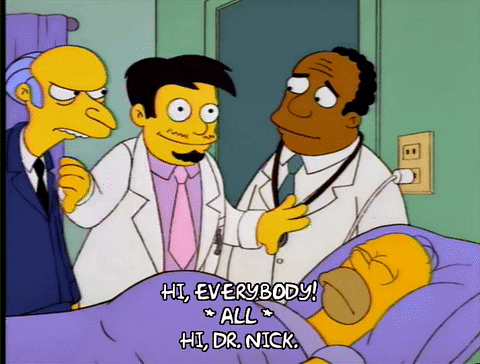 HI, EVERYBODY!
* ALL *
HI, DR. NICK.